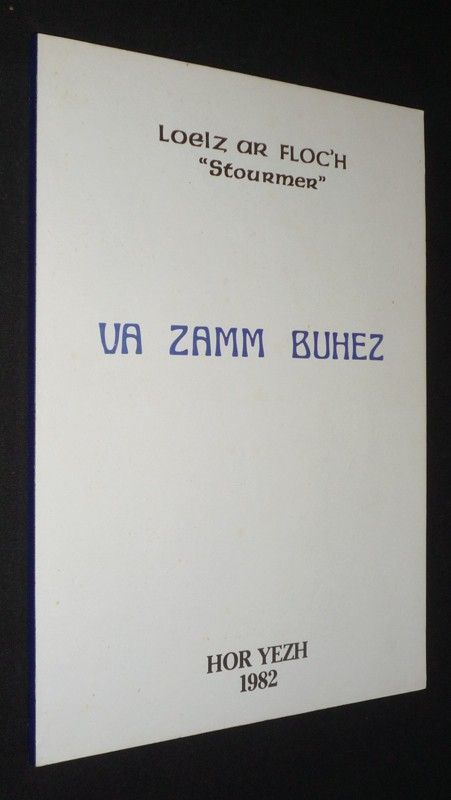 Loeiz ar FLOC'H
"Stourmer"
VA ZAMM BUHEZ
HOR YEZH
1982